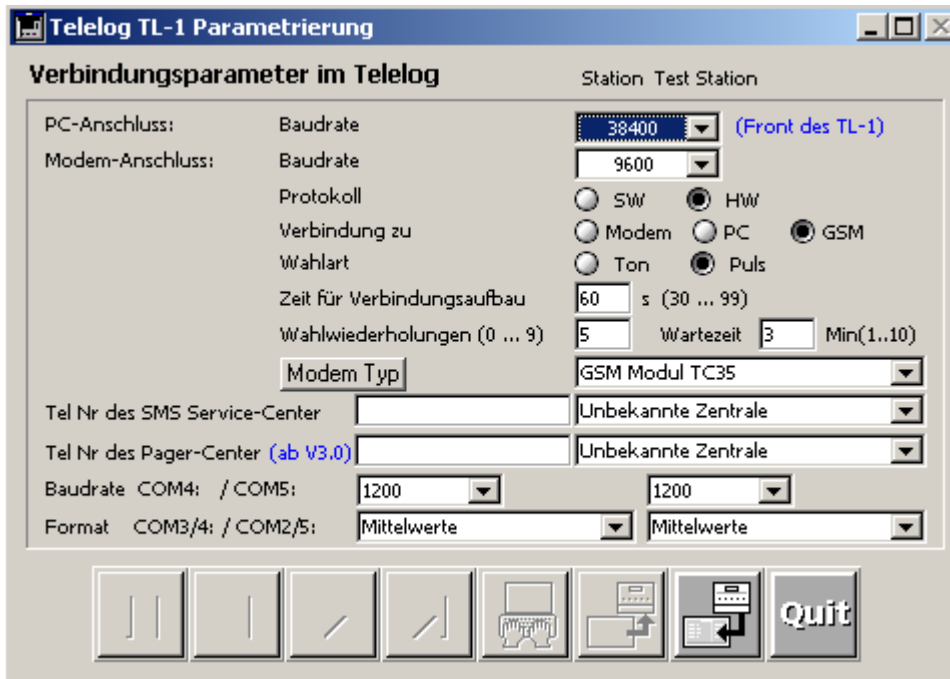 Telelog TL-1 Parametrierung
Verbindungsparameter im Telelog Station Test Station
PC-Anschluss: Baudrate 38400 (Front des TL-1)
Modem-Anschluss: Baudrate 9600
Protokoll SW HW
Verbindung zu Modem PC GSM
Wahlart Ton Puls
Zeit für Verbindungsaufbau 60 s (30 ... 99)
Wahlwiederholungen (0 ... 9) 5 Wartezeit 3 Min(1..10)
Modem Typ GSM Modul TC35
Tel Nr des SMS Service-Center Unbekannte Zentrale
Tel Nr des Pager-Center (ab V3.0) Unbekannte Zentrale
Baudrate COM4: / COM5: 1200 1200
Format COM3/4: / COM2/5: Mittelwerte Mittelwerte
Quit